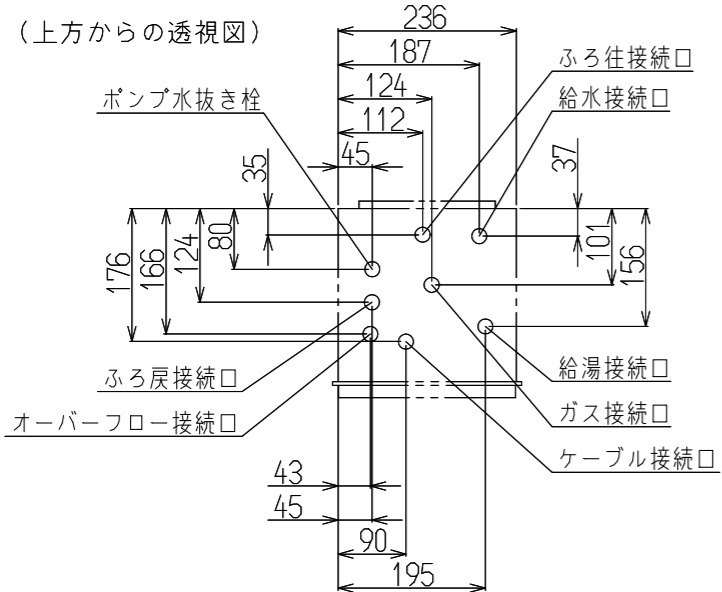 (上方からの透視図)
236
187
ふろ往接続口
124
給水接続口
ポンプ水抜き栓
112
45
35
37
80
101
124
156
166
176
ふろ戻接続口
給湯接続口
オーバーフロー接続口
ガス接続口
ケーブル接続口
43
45
90
195